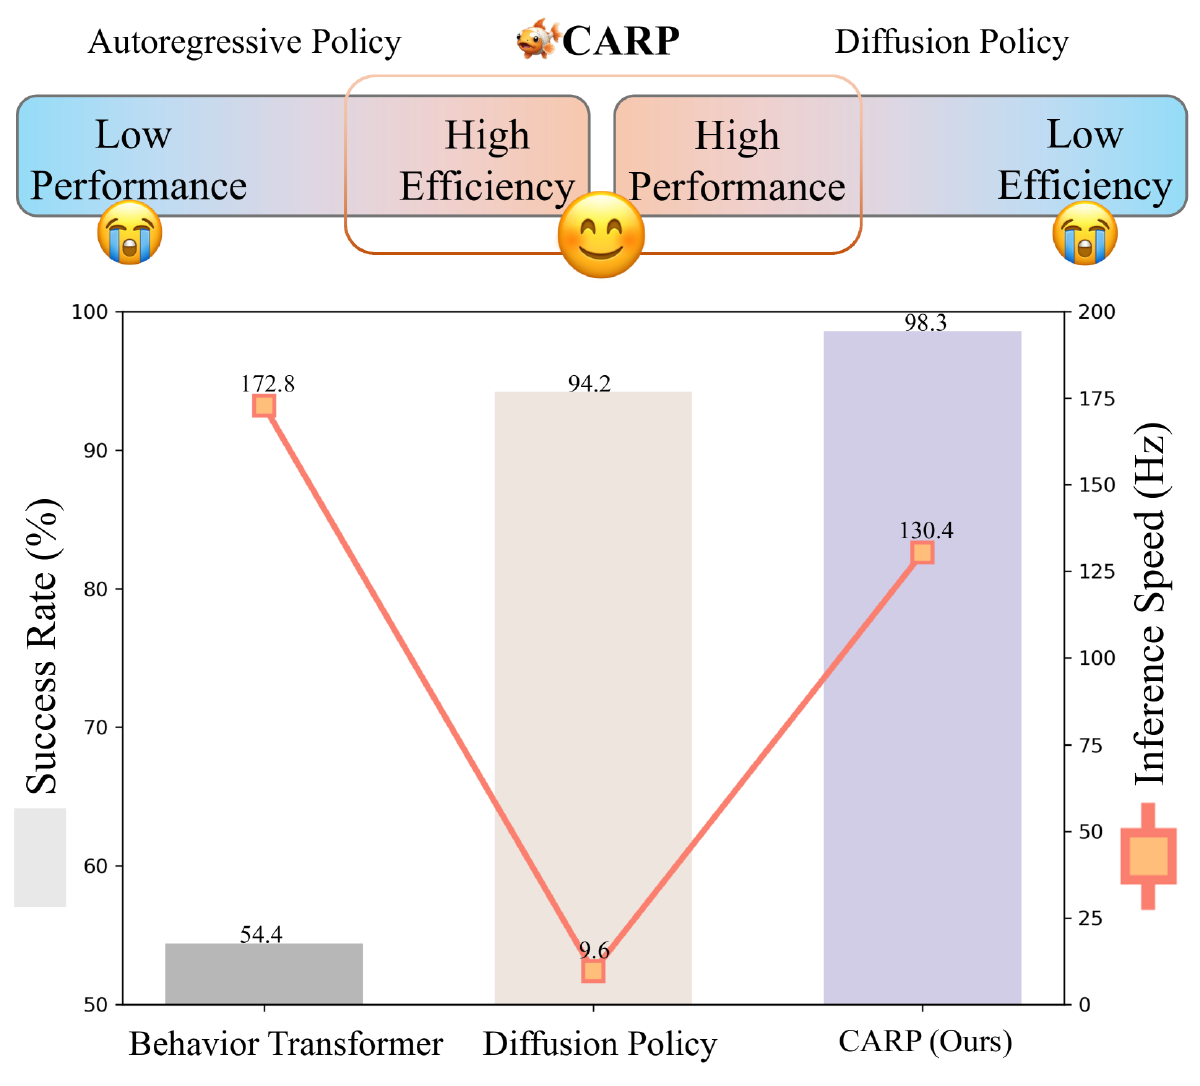 Autoregressive Policy
CARP
Diffusion Policy
Low
Performance
High
Efficiency
High
Performance
Low
Efficiency
100
90
80
70
60
50
Success Rate (%)
172.8
94.2
98.3
130.4
54.4
9.6
200
175
150
125
100
75
50
25
0
Inference Speed (Hz)
Behavior Transformer
Diffusion Policy
CARP (Ours)